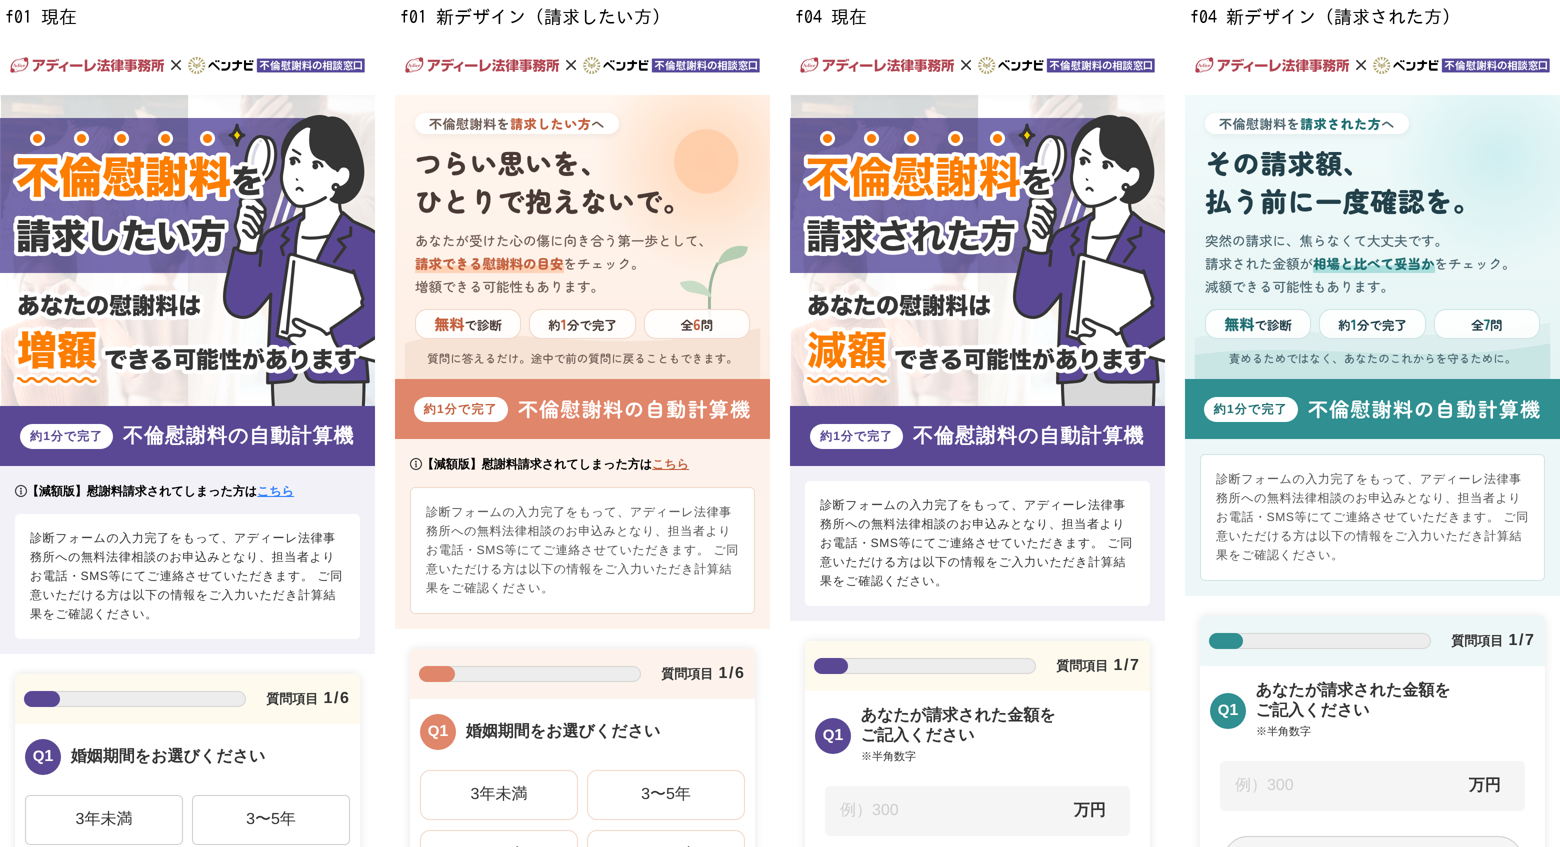 f01 現在
アディーレ法律事務所 × ベンナビ 不倫慰謝料の相談窓口
不倫慰謝料を
請求したい方
あなたの慰謝料は
増額 できる可能性があります
約1分で完了 不倫慰謝料の自動計算機
ⓘ【減額版】慰謝料請求されてしまった方はこちら
診断フォームの入力完了をもって、アディーレ法律事
務所への無料法律相談のお申込みとなり、担当者より
お電話・SMS等にてご連絡させていただきます。 ご同
意いただける方は以下の情報をご入力いただき計算結
果をご確認ください。
質問項目 1/6
Q1 婚姻期間をお選びください
3年未満 3〜5年
f01 新デザイン（請求したい方）
アディーレ法律事務所 × ベンナビ 不倫慰謝料の相談窓口
不倫慰謝料を請求したい方へ
つらい思いを、
ひとりで抱えないで。
あなたが受けた心の傷に向き合う第一歩として、
請求できる慰謝料の目安をチェック。
増額できる可能性もあります。
無料で診断 約1分で完了 全6問
質問に答えるだけ。途中で前の質問に戻ることもできます。
約1分で完了 不倫慰謝料の自動計算機
ⓘ【減額版】慰謝料請求されてしまった方はこちら
診断フォームの入力完了をもって、アディーレ法律事
務所への無料法律相談のお申込みとなり、担当者より
お電話・SMS等にてご連絡させていただきます。 ご同
意いただける方は以下の情報をご入力いただき計算結
果をご確認ください。
質問項目 1/6
Q1 婚姻期間をお選びください
3年未満 3〜5年
f04 現在
アディーレ法律事務所 × ベンナビ 不倫慰謝料の相談窓口
不倫慰謝料を
請求された方
あなたの慰謝料は
減額 できる可能性があります
約1分で完了 不倫慰謝料の自動計算機
診断フォームの入力完了をもって、アディーレ法律事
務所への無料法律相談のお申込みとなり、担当者より
お電話・SMS等にてご連絡させていただきます。 ご同
意いただける方は以下の情報をご入力いただき計算結
果をご確認ください。
質問項目 1/7
Q1 あなたが請求された金額を
ご記入ください
※半角数字
例）300 万円
f04 新デザイン（請求された方）
アディーレ法律事務所 × ベンナビ 不倫慰謝料の相談窓口
不倫慰謝料を請求された方へ
その請求額、
払う前に一度確認を。
突然の請求に、焦らなくて大丈夫です。
請求された金額が相場と比べて妥当かをチェック。
減額できる可能性もあります。
無料で診断 約1分で完了 全7問
責めるためではなく、あなたのこれからを守るために。
約1分で完了 不倫慰謝料の自動計算機
診断フォームの入力完了をもって、アディーレ法律事
務所への無料法律相談のお申込みとなり、担当者より
お電話・SMS等にてご連絡させていただきます。 ご同
意いただける方は以下の情報をご入力いただき計算結
果をご確認ください。
質問項目 1/7
Q1 あなたが請求された金額を
ご記入ください
※半角数字
例）300 万円